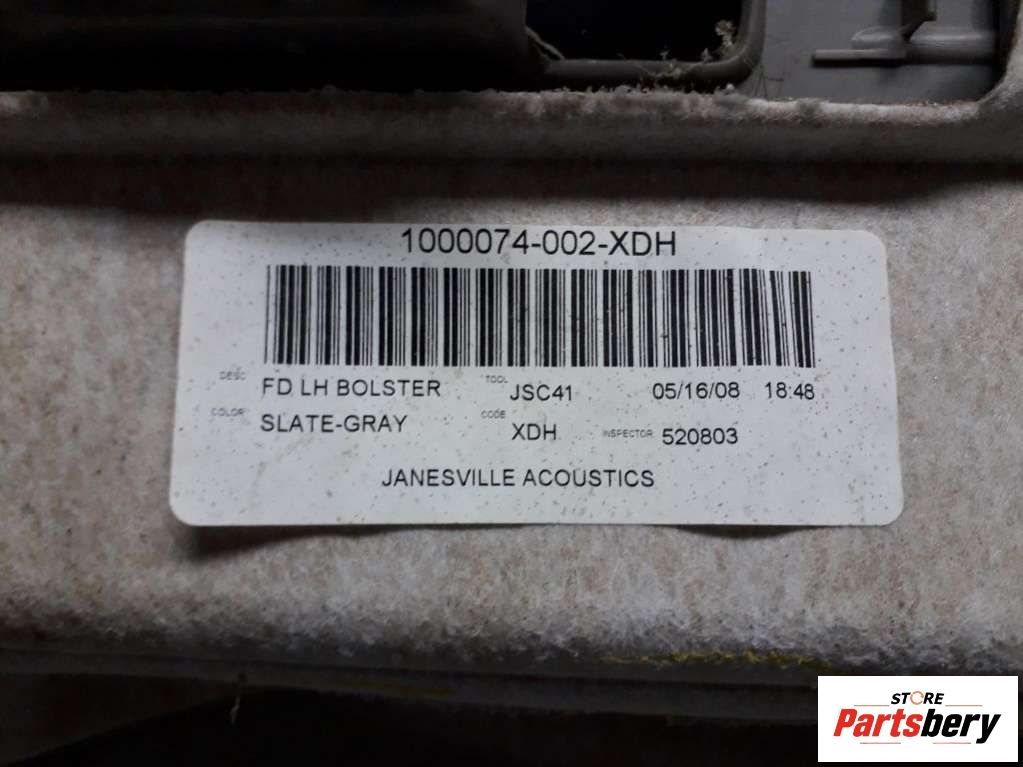 1000074-002-XDH
DESC FD LH BOLSTER TOOL JSC41 05/16/08 18:48
COLOR SLATE-GRAY CODE XDH INSPECTOR 520803
JANESVILLE ACOUSTICS
STORE
Partsbery